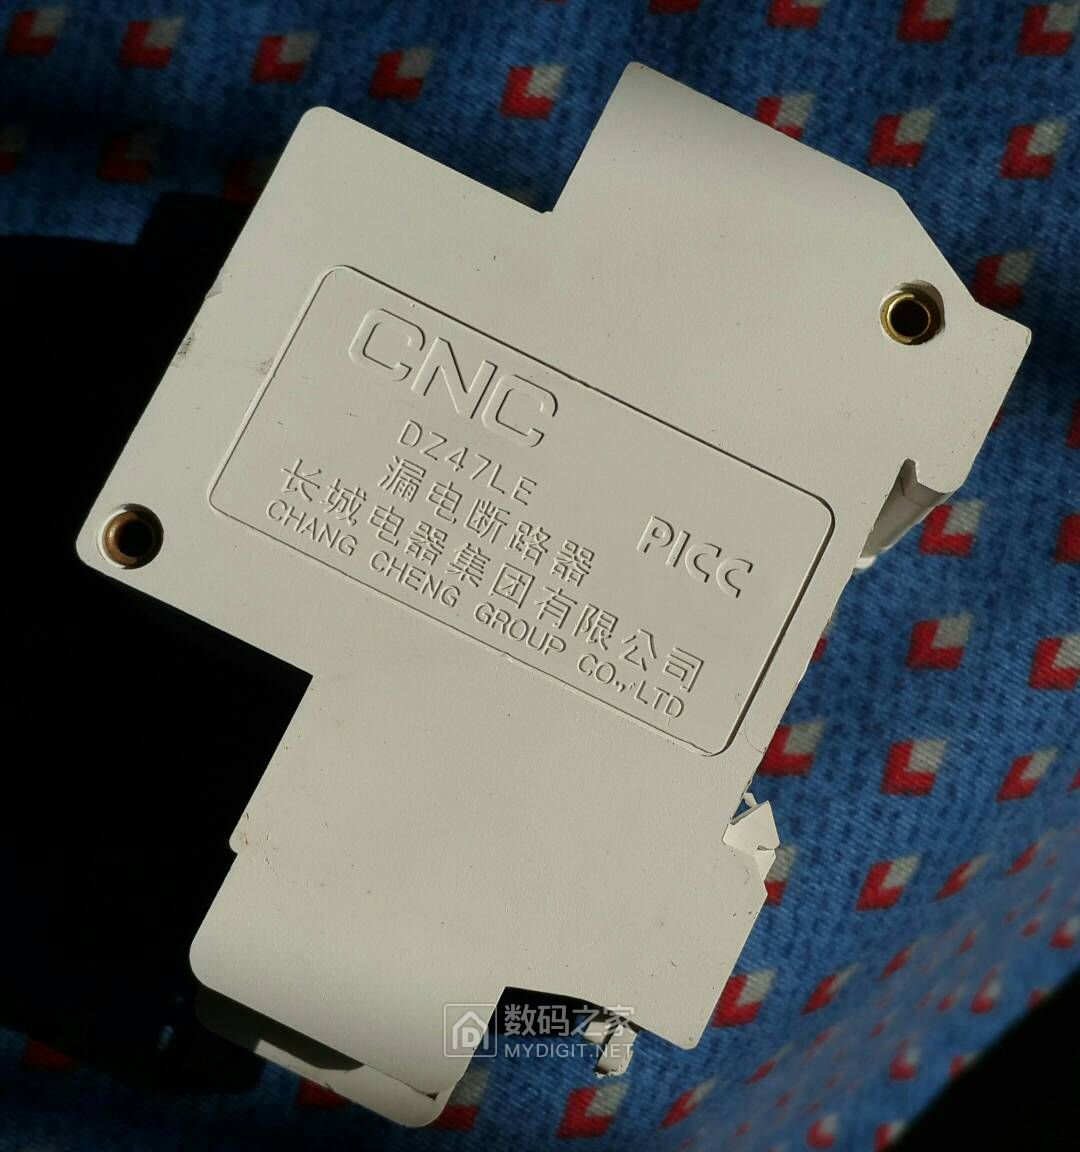 CNC
DZ47LE
漏电断路器
PICC
长城电器集团有限公司
CHANG CHENG GROUP CO.,LTD
数码之家
MYDIGIT.NET